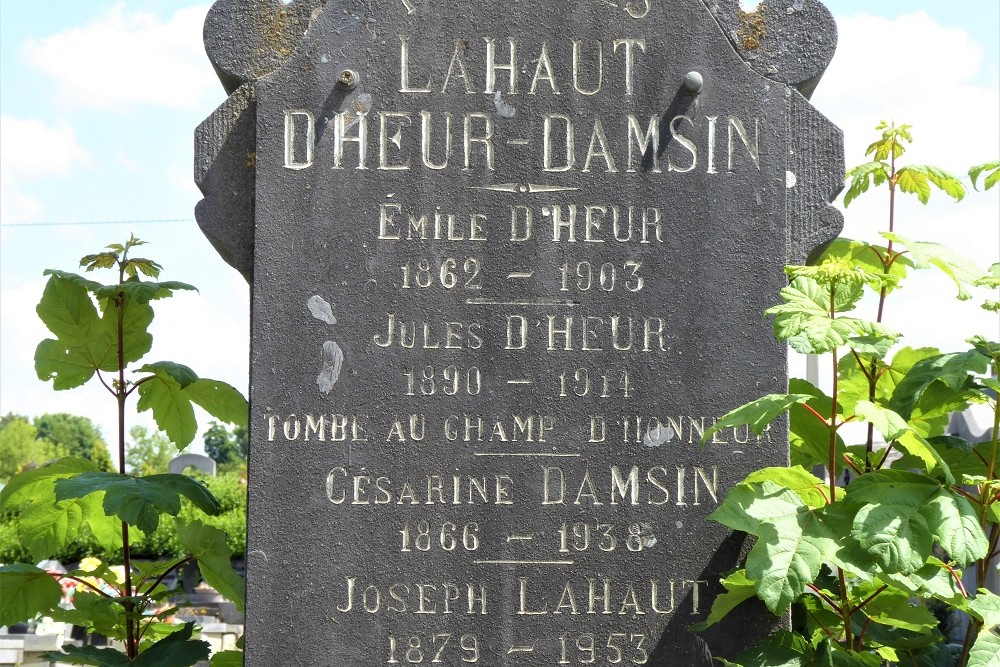 LAHAUT
D'HEUR-DAMSIN
ÉMILE D'HEUR
1862 – 1903
JULES D'HEUR
1890 – 1914
TOMBE AU CHAMP D'HONNEUR
CÉSARINE DAMSIN
1866 – 1938
JOSEPH LAHAUT
1879 – 1953